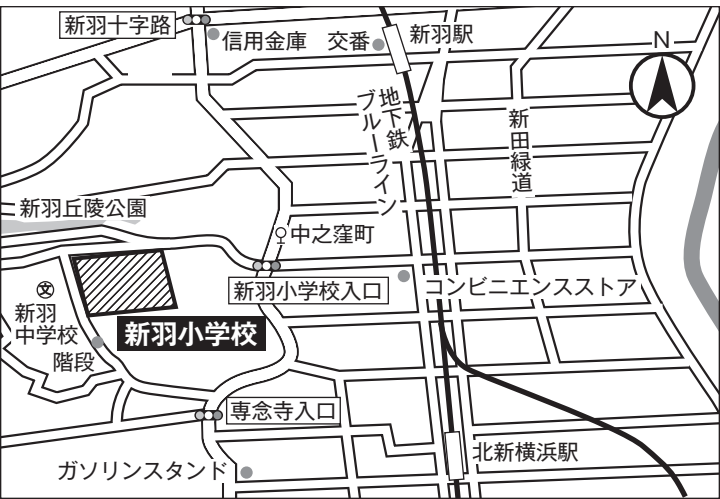 新羽十字路
信用金庫
交番
新羽駅
N
地下鉄
ブルーライン
新田緑道
新羽丘陵公園
中之窪町
新羽小学校入口
コンビニエンスストア
文
新羽
中学校
新羽小学校
階段
専念寺入口
北新横浜駅
ガソリンスタンド